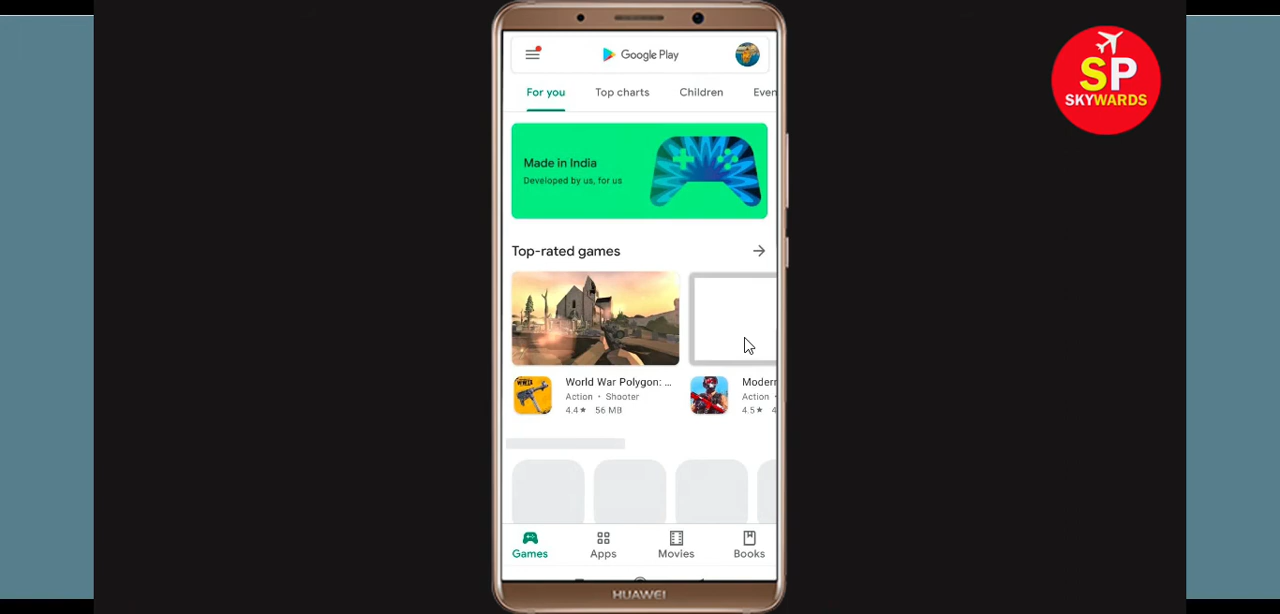 SP
SKYWARDS
Google Play
For you
Top charts
Children
Even
Made in India
Developed by us, for us
Top-rated games
World War Polygon: ...
Action • Shooter
4.4★ 56 MB
Modern
Action •
4.5★ 4
Games
Apps
Movies
Books
HUAWEI